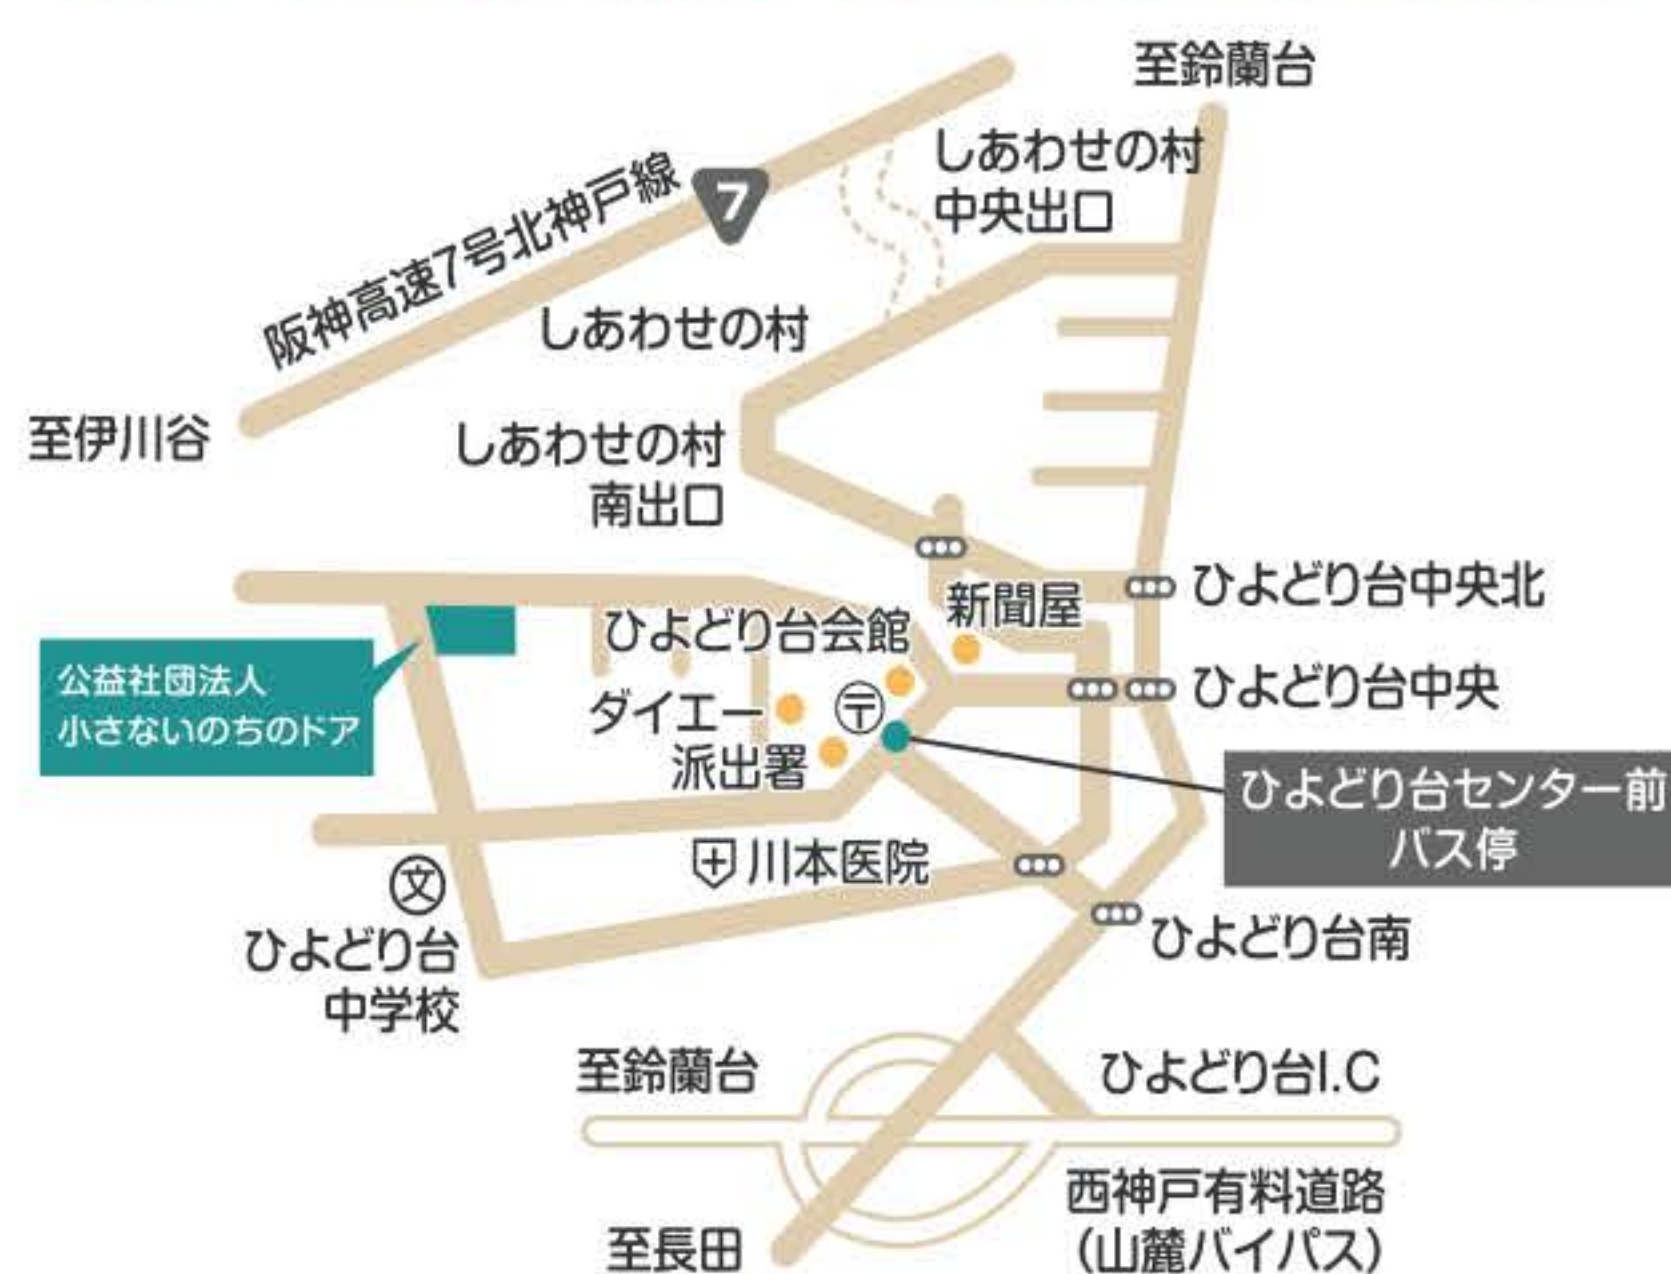 至鈴蘭台
しあわせの村
中央出口
阪神高速7号北神戸線
7
しあわせの村
至伊川谷
しあわせの村
南出口
ひよどり台中央北
新聞屋
ひよどり台会館
公益社団法人
小さないのちのドア
ダイエー
〒
ひよどり台中央
派出署
ひよどり台センター前
バス停
川本医院
文
ひよどり台
中学校
ひよどり台南
至鈴蘭台
ひよどり台I.C
西神戸有料道路
(山麓バイパス)
至長田